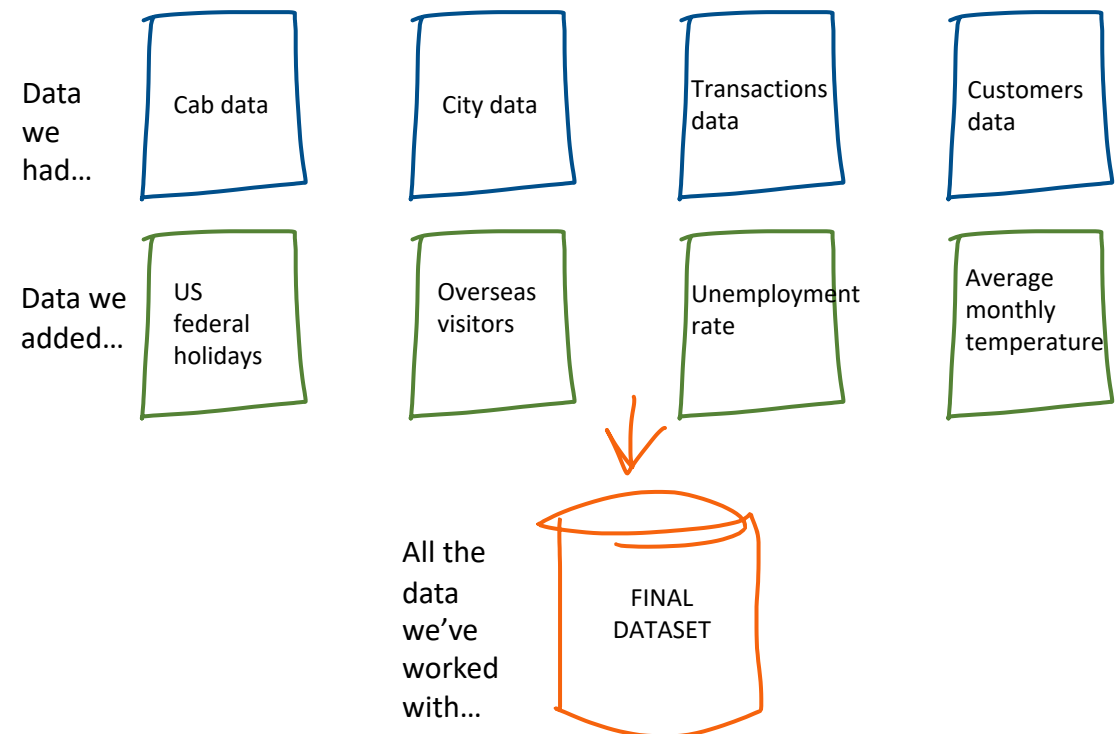 Data
we
had…
Cab data
City data
Transactions
data
Customers
data
Data we
added…
US
federal
holidays
Overseas
visitors
Unemployment
rate
Average
monthly
temperature
All the
data
we’ve
worked
with…
FINAL
DATASET